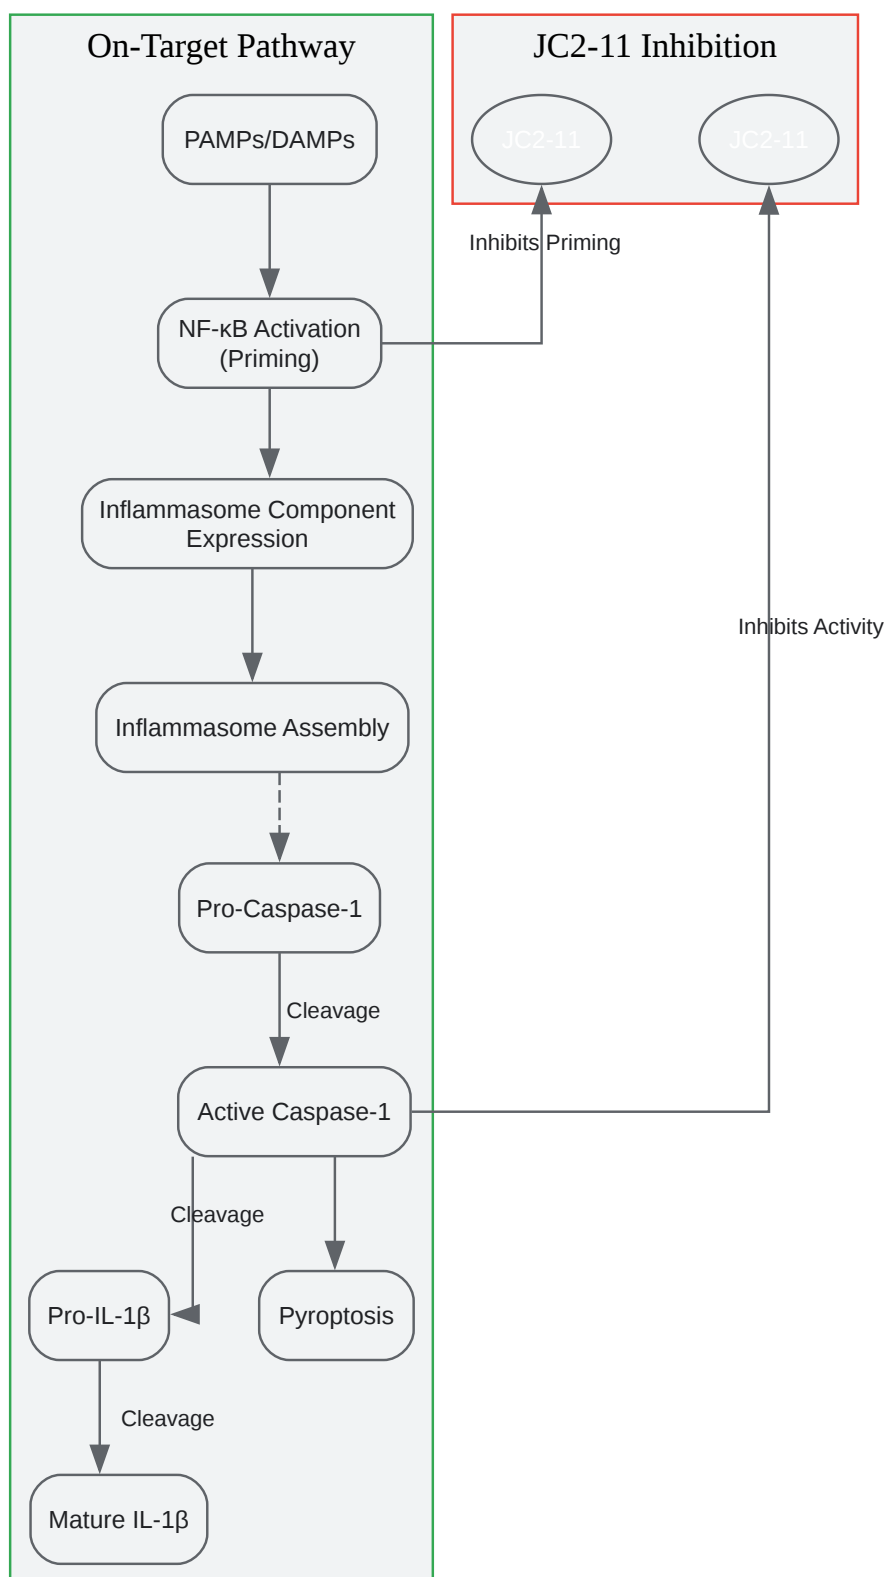 On-Target Pathway
JC2-11 Inhibition
PAMPs/DAMPs
JC2-11
JC2-11
Inhibits Priming
NF-κB Activation
(Priming)
Inflammasome Component
Expression
Inhibits Activity
Inflammasome Assembly
Pro-Caspase-1
Cleavage
Active Caspase-1
Cleavage
Pro-IL-1β
Pyroptosis
Cleavage
Mature IL-1β